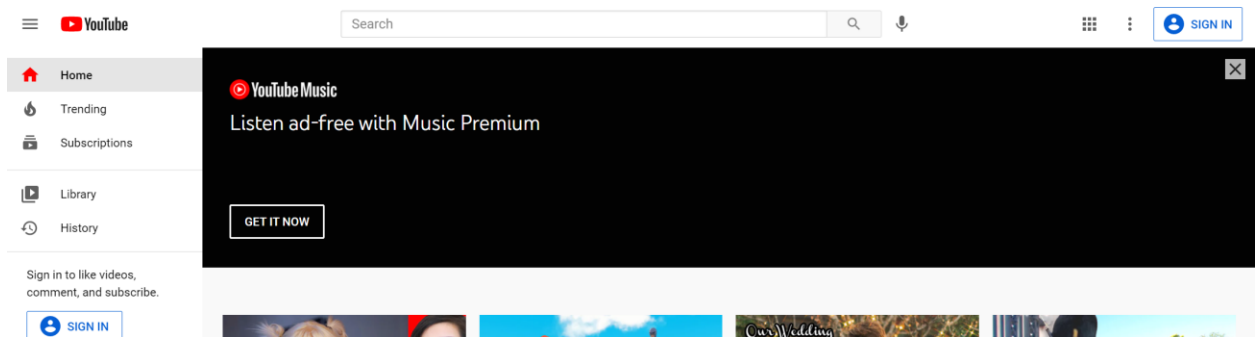 YouTube
Search
SIGN IN
Home
Trending
Subscriptions
Library
History
Sign in to like videos,
comment, and subscribe.
SIGN IN
YouTube Music
Listen ad-free with Music Premium
GET IT NOW
Our Wedding